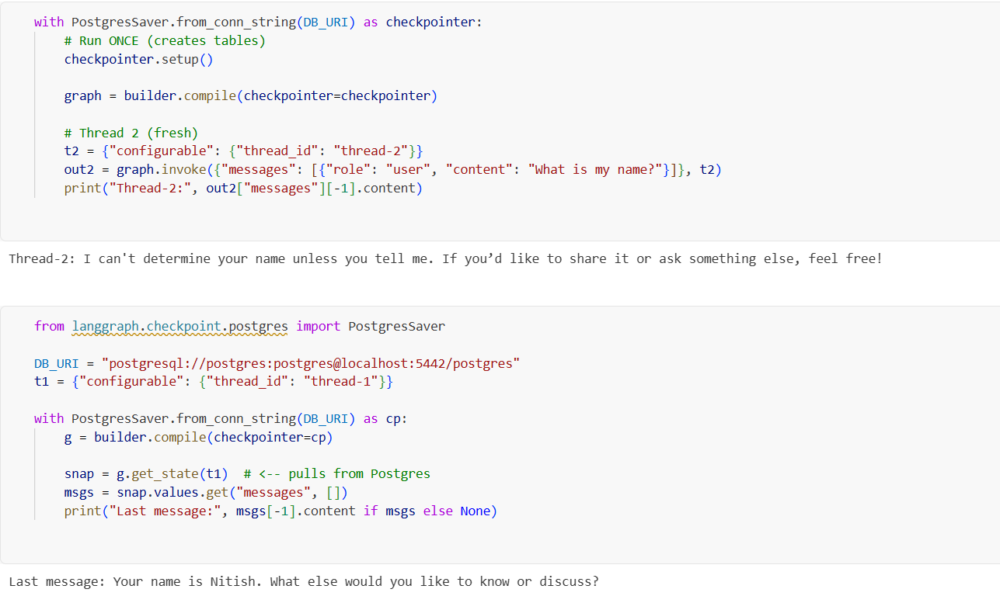 with PostgresSaver.from_conn_string(DB_URI) as checkpointer:
    # Run ONCE (creates tables)
    checkpointer.setup()
    graph = builder.compile(checkpointer=checkpointer)
    # Thread 2 (fresh)
    t2 = {"configurable": {"thread_id": "thread-2"}}
    out2 = graph.invoke({"messages": [{"role": "user", "content": "What is my name?"}]}, t2)
    print("Thread-2:", out2["messages"][-1].content)
Thread-2: I can't determine your name unless you tell me. If you’d like to share it or ask something else, feel free!
from langgraph.checkpoint.postgres import PostgresSaver
DB_URI = "postgresql://postgres:postgres@localhost:5442/postgres"
t1 = {"configurable": {"thread_id": "thread-1"}}
with PostgresSaver.from_conn_string(DB_URI) as cp:
    g = builder.compile(checkpointer=cp)
    snap = g.get_state(t1)  # <-- pulls from Postgres
    msgs = snap.values.get("messages", [])
    print("Last message:", msgs[-1].content if msgs else None)
Last message: Your name is Nitish. What else would you like to know or discuss?